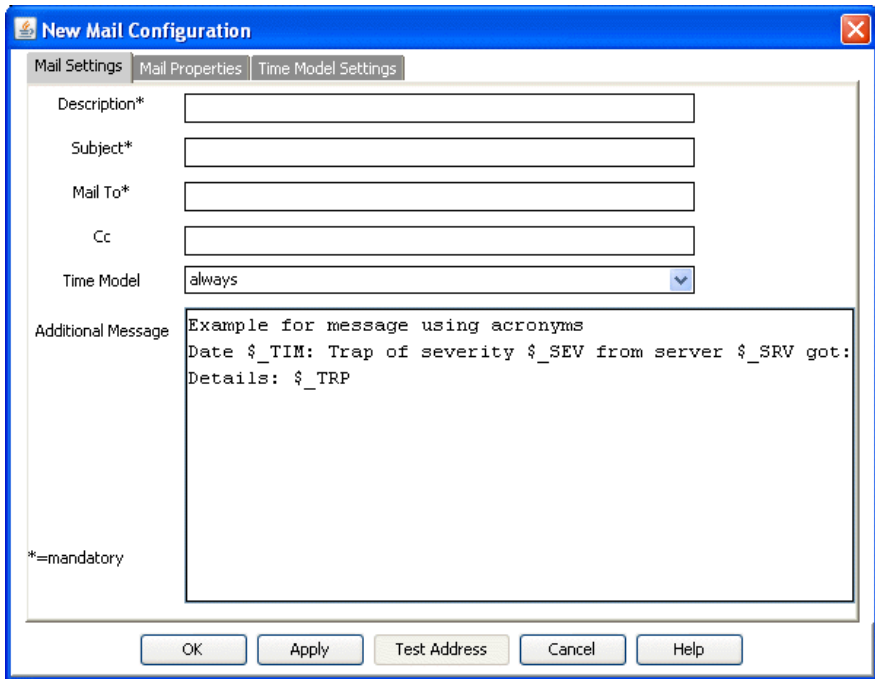 New Mail Configuration
Mail Settings Mail Properties Time Model Settings
Description*
Subject*
Mail To*
Cc
Time Model always
Additional Message
Example for message using acronyms
Date $_TIM: Trap of severity $_SEV from server $_SRV got:
Details: $_TRP
*=mandatory
OK Apply Test Address Cancel Help